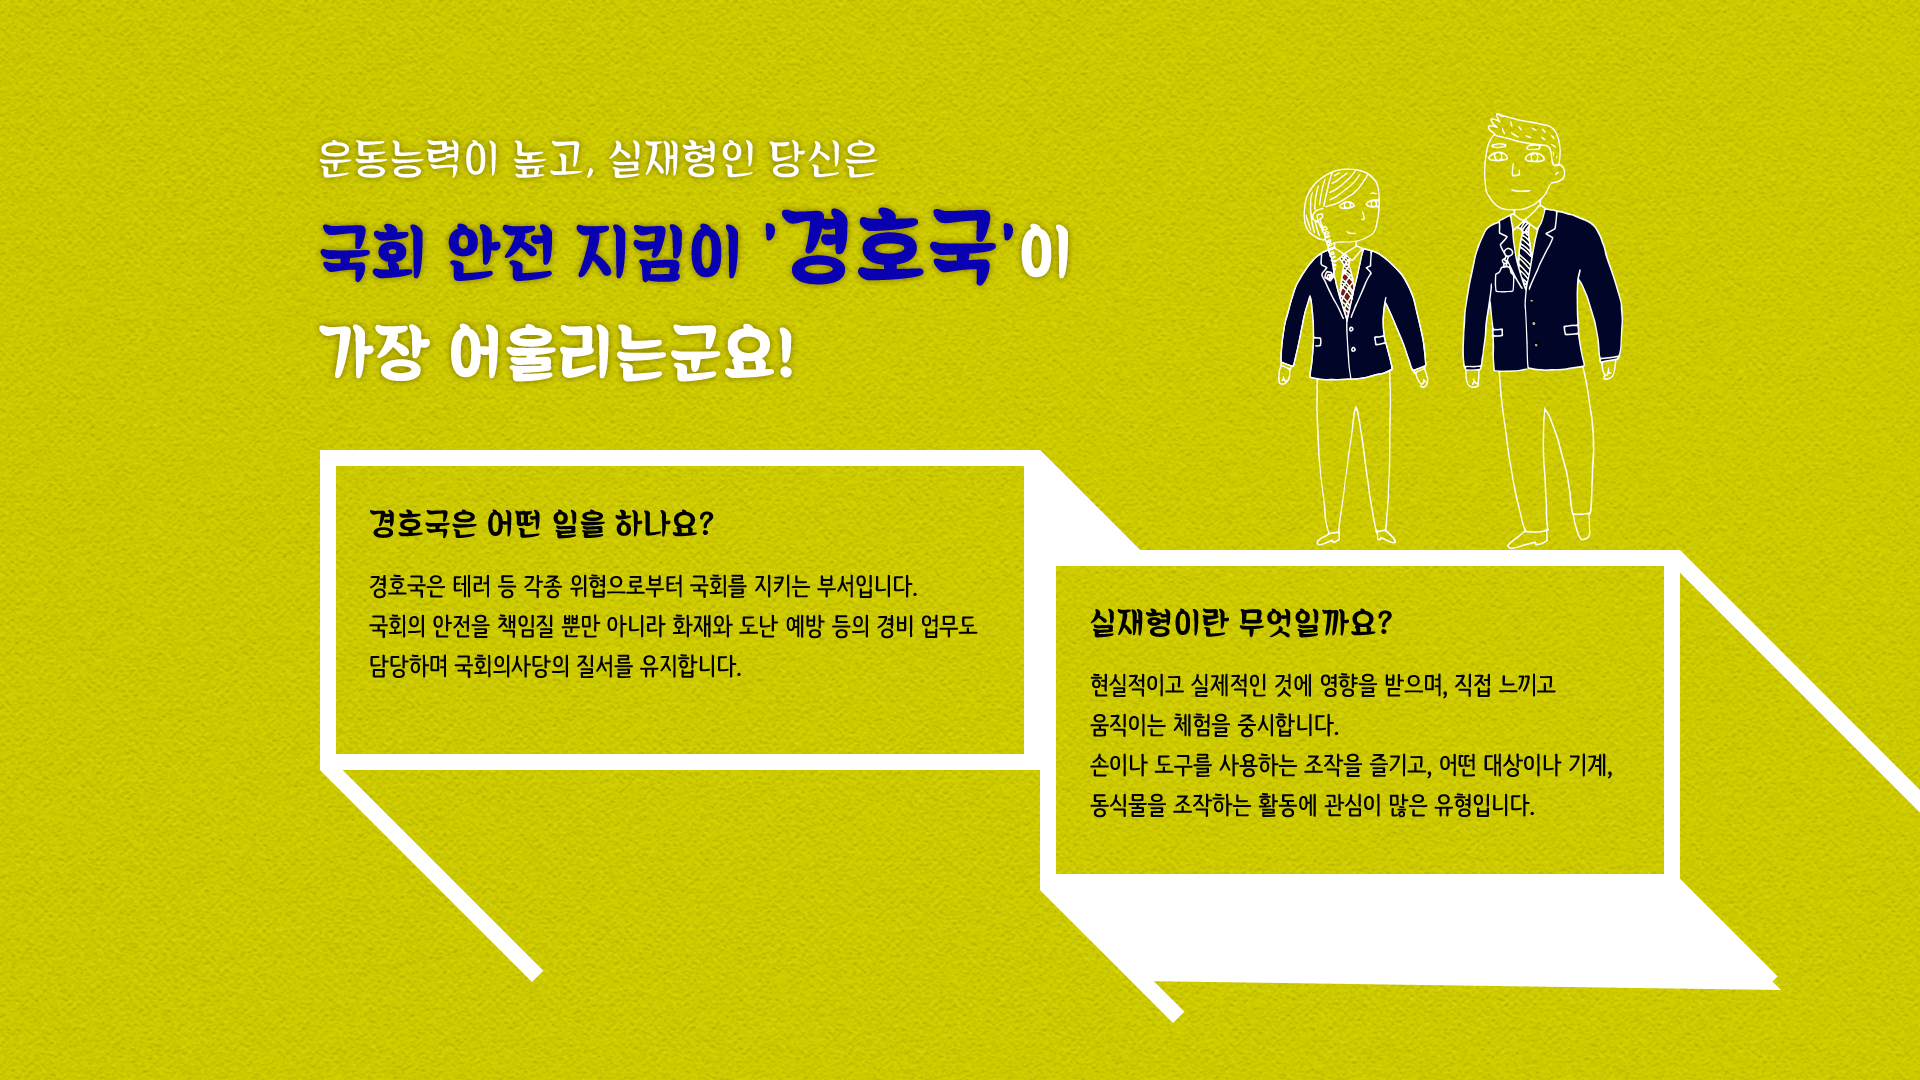 운동능력이 높고, 실재형인 당신은
국회 안전 지킴이 '경호국'이
가장 어울리는군요!
경호국은 어떤 일을 하나요?
경호국은 테러 등 각종 위협으로부터 국회를 지키는 부서입니다.
국회의 안전을 책임질 뿐만 아니라 화재와 도난 예방 등의 경비 업무도
담당하며 국회의사당의 질서를 유지합니다.
실재형이란 무엇일까요?
현실적이고 실제적인 것에 영향을 받으며, 직접 느끼고
움직이는 체험을 중시합니다.
손이나 도구를 사용하는 조작을 즐기고, 어떤 대상이나 기계,
동식물을 조작하는 활동에 관심이 많은 유형입니다.